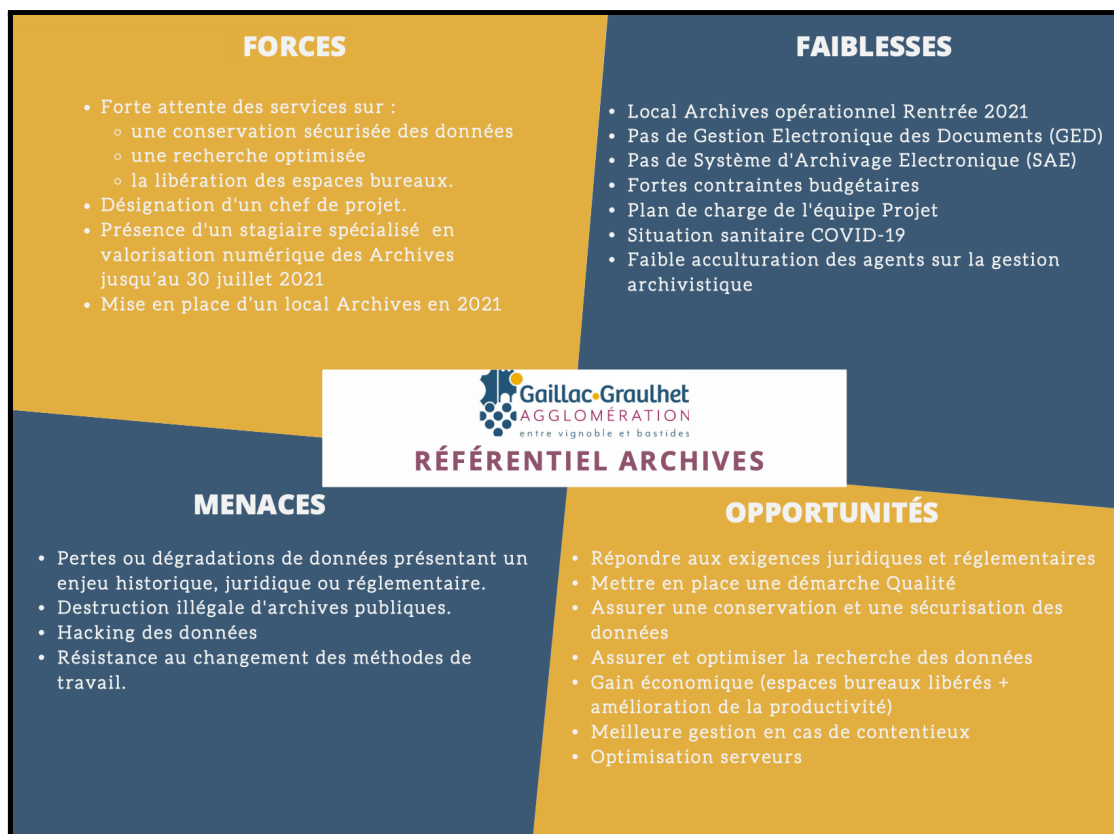 FORCES
• Forte attente des services sur :
◦ une conservation sécurisée des données
◦ une recherche optimisée
◦ la libération des espaces bureaux.
• Désignation d'un chef de projet.
• Présence d'un stagiaire spécialisé en
valorisation numérique des Archives
jusqu'au 30 juillet 2021
• Mise en place d'un local Archives en 2021
FAIBLESSES
• Local Archives opérationnel Rentrée 2021
• Pas de Gestion Electronique des Documents (GED)
• Pas de Système d'Archivage Electronique (SAE)
• Fortes contraintes budgétaires
• Plan de charge de l'équipe Projet
• Situation sanitaire COVID-19
• Faible acculturation des agents sur la gestion
archivistique
Gaillac•Graulhet
AGGLOMÉRATION
entre vignoble et bastides
RÉFÉRENTIEL ARCHIVES
MENACES
• Pertes ou dégradations de données présentant un
enjeu historique, juridique ou réglementaire.
• Destruction illégale d'archives publiques.
• Hacking des données
• Résistance au changement des méthodes de
travail.
OPPORTUNITÉS
• Répondre aux exigences juridiques et réglementaires
• Mettre en place une démarche Qualité
• Assurer une conservation et une sécurisation des
données
• Assurer et optimiser la recherche des données
• Gain économique (espaces bureaux libérés +
amélioration de la productivité)
• Meilleure gestion en cas de contentieux
• Optimisation serveurs